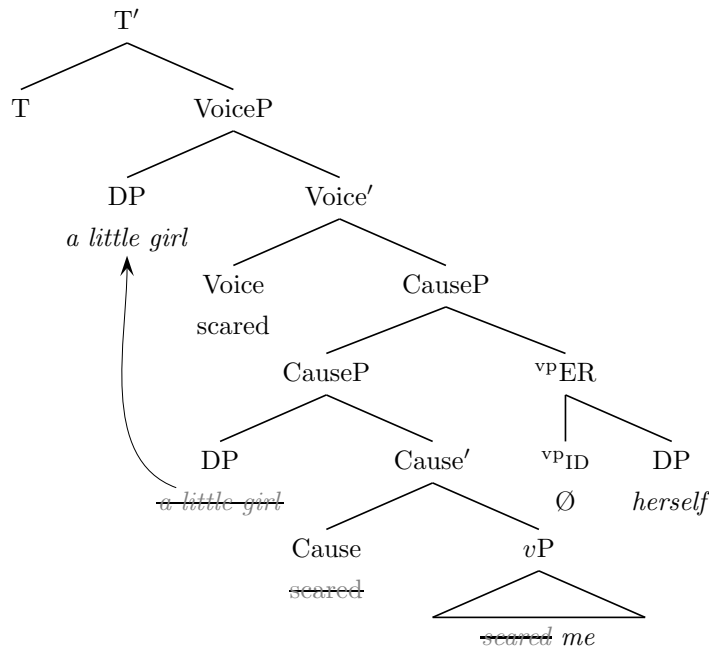 T′
T VoiceP
DP Voice′
a little girl
Voice CauseP
scared
CauseP vpER
DP Cause′ vpID DP
a little girl Ø herself
Cause vP
scared
scared me